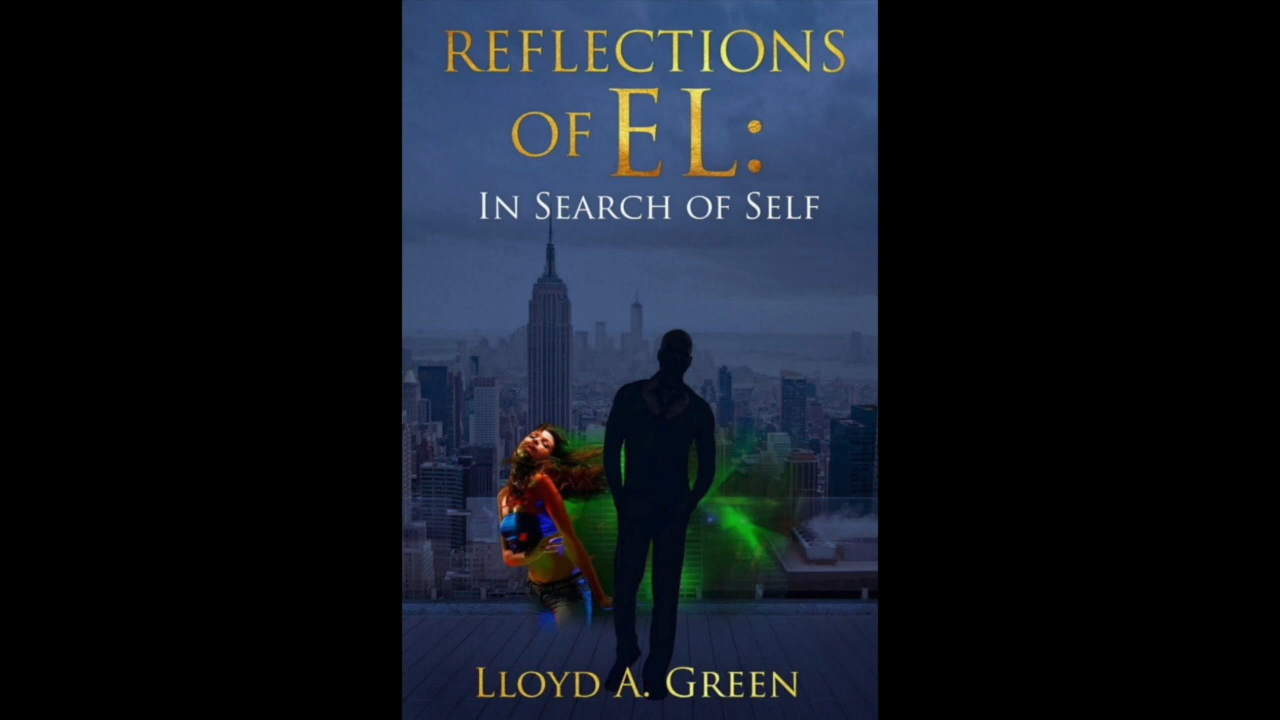 REFLECTIONS
OF EL:
IN SEARCH OF SELF
LLOYD A. GREEN